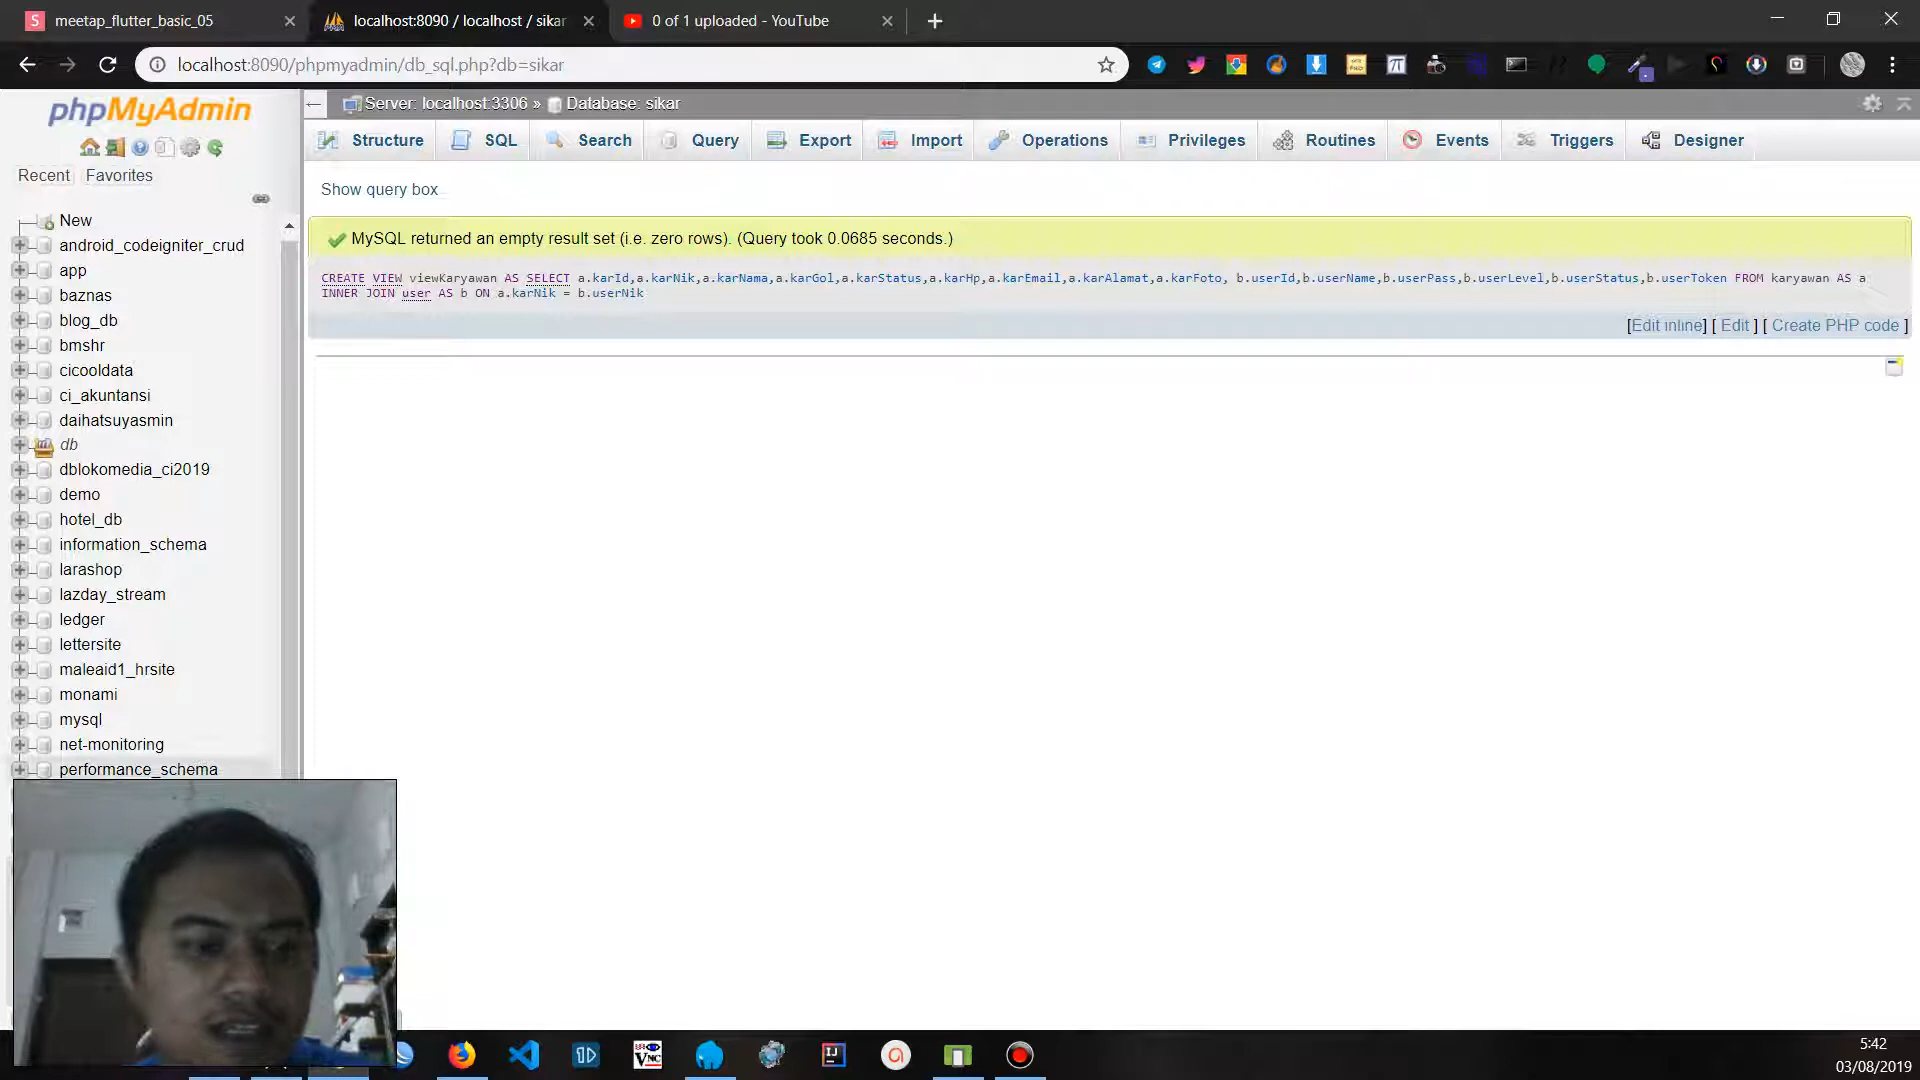 meetap_flutter_basic_05
localhost:8090 / localhost / sikar
0 of 1 uploaded - YouTube
localhost:8090/phpmyadmin/db_sql.php?db=sikar
phpMyAdmin
Recent Favorites
New
android_codeigniter_crud
app
baznas
blog_db
bmshr
cicooldata
ci_akuntansi
daihatsuyasmin
db
dblokomedia_ci2019
demo
hotel_db
information_schema
larashop
lazday_stream
ledger
lettersite
maleaid1_hrsite
monami
mysql
net-monitoring
performance_schema
Server: localhost:3306 » Database: sikar
Structure SQL Search Query Export Import Operations Privileges Routines Events Triggers Designer
Show query box
MySQL returned an empty result set (i.e. zero rows). (Query took 0.0685 seconds.)
CREATE VIEW viewKaryawan AS SELECT a.karId,a.karNik,a.karNama,a.karGol,a.karStatus,a.karHp,a.karEmail,a.karAlamat,a.karFoto, b.userId,b.userName,b.userPass,b.userLevel,b.userStatus,b.userToken FROM karyawan AS a
INNER JOIN user AS b ON a.karNik = b.userNik
[Edit inline] [ Edit ] [ Create PHP code ]
5:42
03/08/2019